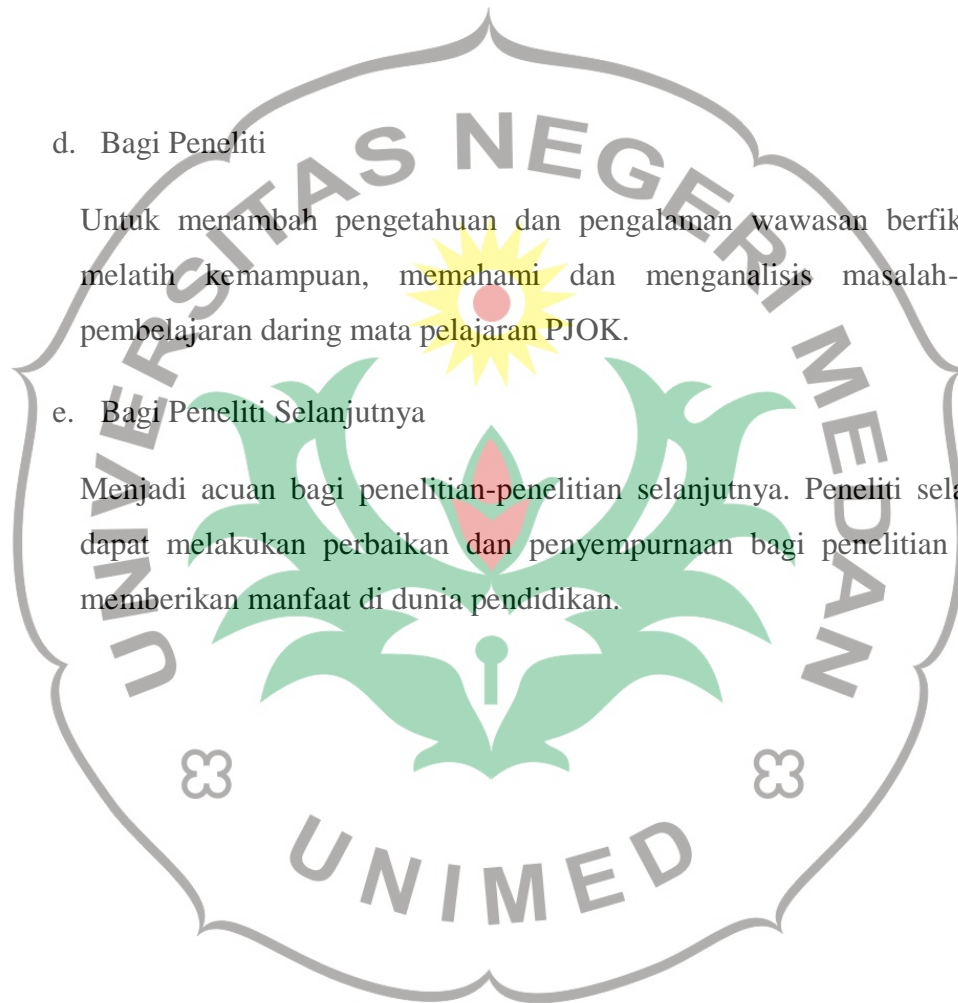 UNIVERSITAS NEGERI MEDAN
d. Bagi Peneliti
Untuk menambah pengetahuan dan pengalaman wawasan berfik
melatih kemampuan, memahami dan menganalisis masalah-
pembelajaran daring mata pelajaran PJOK.
e. Bagi Peneliti Selanjutnya
Menjadi acuan bagi penelitian-penelitian selanjutnya. Peneliti sela
dapat melakukan perbaikan dan penyempurnaan bagi penelitian
memberikan manfaat di dunia pendidikan.
UNIMED